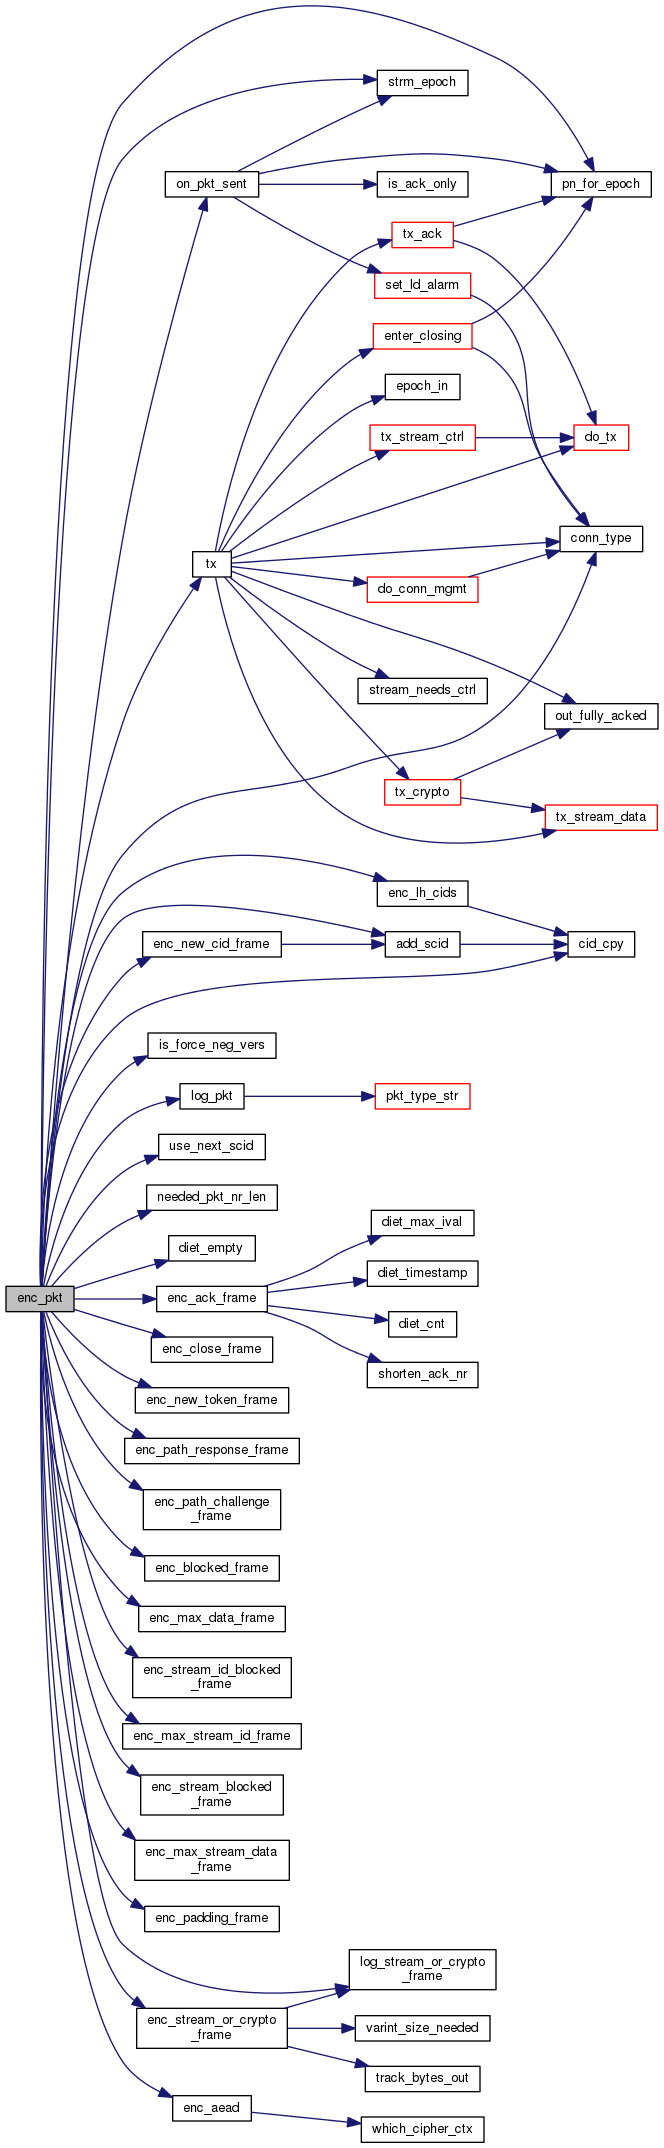 strm_epoch
on_pkt_sent
is_ack_only
pn_for_epoch
tx_ack
set_ld_alarm
enter_closing
epoch_in
tx_stream_ctrl
do_tx
conn_type
tx
do_conn_mgmt
stream_needs_ctrl
out_fully_acked
tx_crypto
tx_stream_data
enc_lh_cids
enc_new_cid_frame
add_scid
cid_cpy
is_force_neg_vers
log_pkt
pkt_type_str
use_next_scid
needed_pkt_nr_len
diet_max_ival
diet_empty
diet_timestamp
enc_pkt
enc_ack_frame
diet_cnt
enc_close_frame
shorten_ack_nr
enc_new_token_frame
enc_path_response_frame
enc_path_challenge
_frame
enc_blocked_frame
enc_max_data_frame
enc_stream_id_blocked
_frame
enc_max_stream_id_frame
enc_stream_blocked
_frame
enc_max_stream_data
_frame
enc_padding_frame
log_stream_or_crypto
_frame
enc_stream_or_crypto
_frame
varint_size_needed
track_bytes_out
enc_aead
which_cipher_ctx